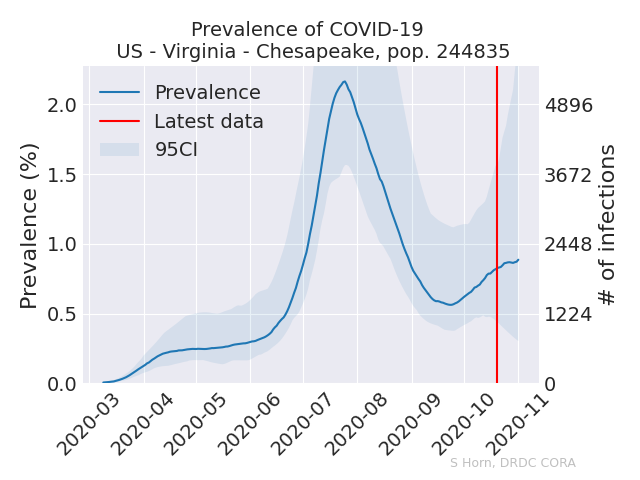 Prevalence of COVID-19
US - Virginia - Chesapeake, pop. 244835
Prevalence
Latest data
95CI
Prevalence (%)
2.0
1.5
1.0
0.5
0.0
4896
3672
2448
1224
0
# of infections
2020-03
2020-04
2020-05
2020-06
2020-07
2020-08
2020-09
2020-10
2020-11
S Horn, DRDC CORA